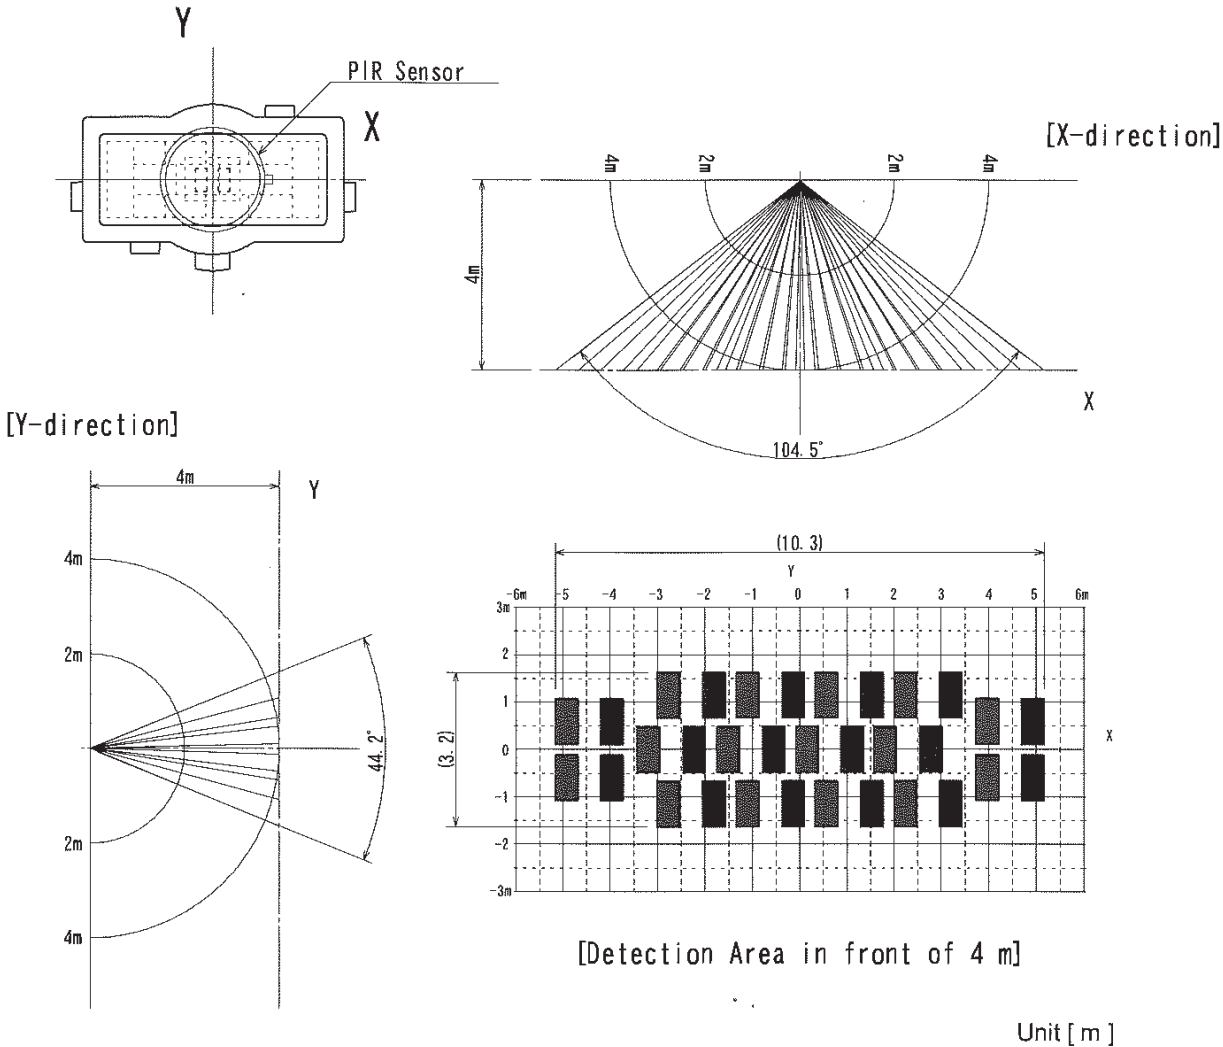 Y
PIR Sensor
X
[X-direction]
4m 2m 2m 4m
4m
X
104.5°
[Y-direction]
4m
Y
4m
2m
2m
4m
44.2°
(10.3)
Y
-6m -5 -4 -3 -2 -1 0 1 2 3 4 5 6m
3m
2
1
0
-1
-2
-3m
(3.2)
X
[Detection Area in front of 4 m]
Unit [ m ]